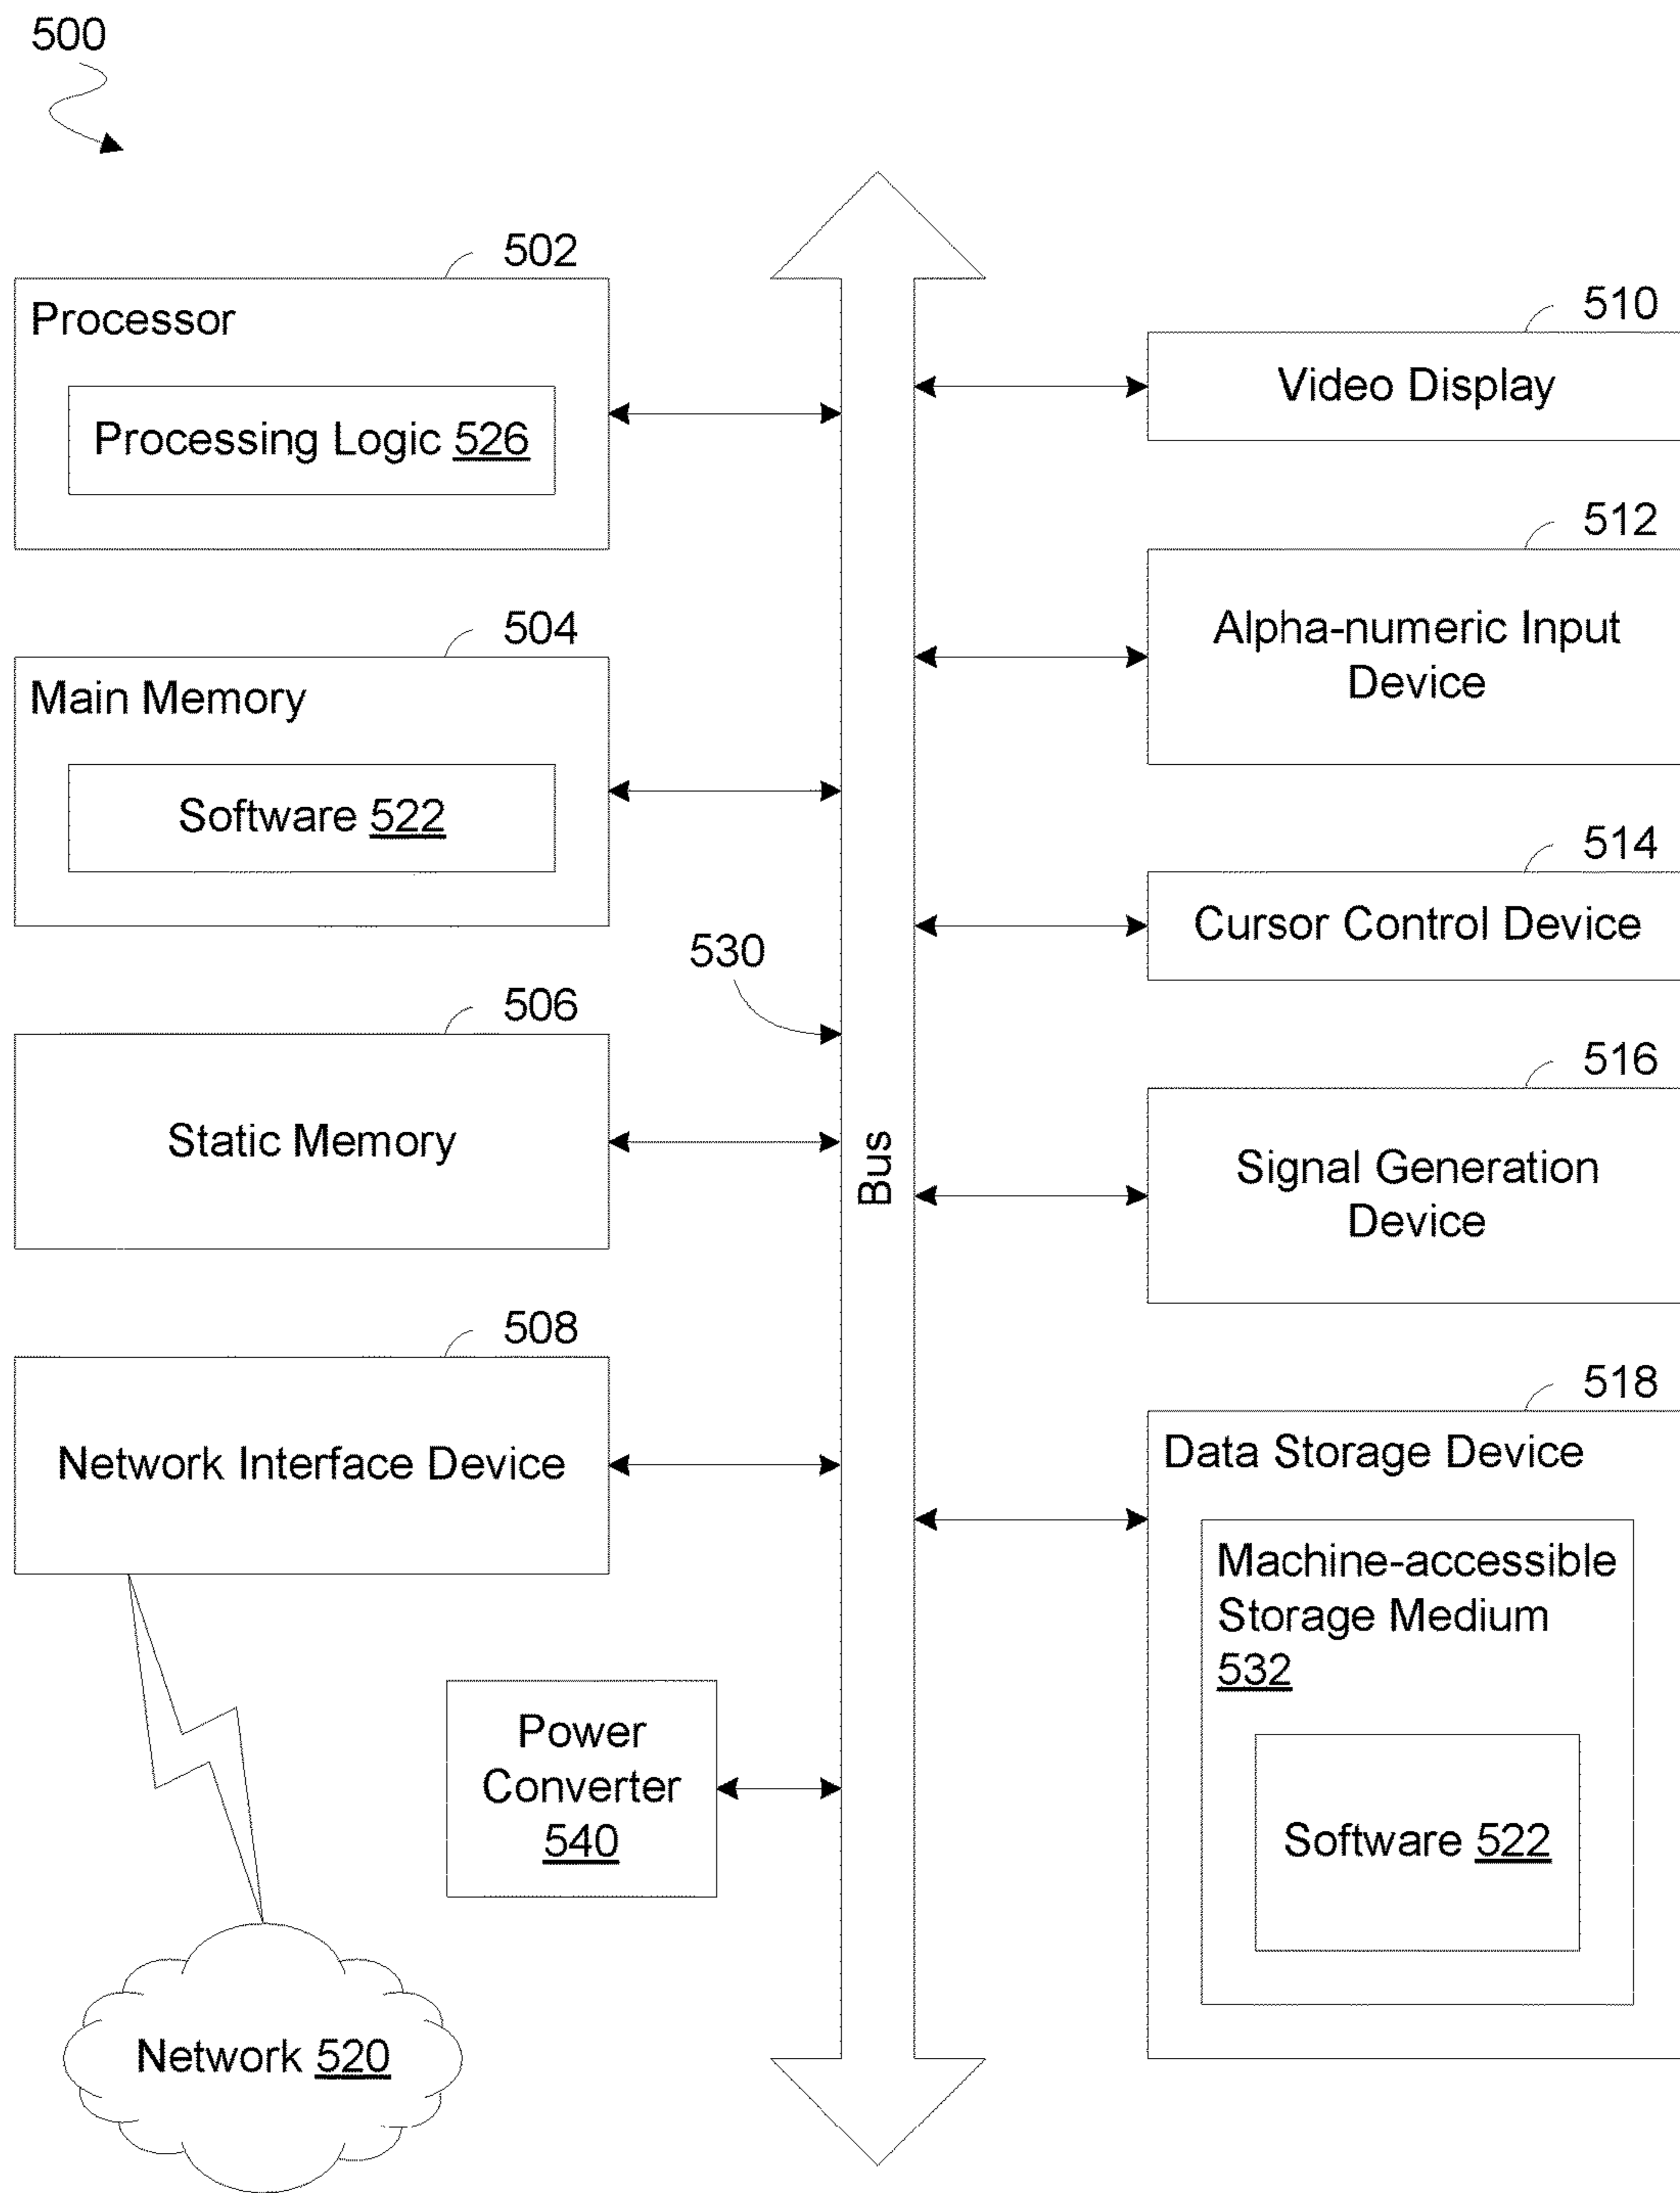 500
502
Processor
Processing Logic 526
504
Main Memory
Software 522
506
Static Memory
508
Network Interface Device
Power
Converter
540
Network 520
530
Bus
510
Video Display
512
Alpha-numeric Input
Device
514
Cursor Control Device
516
Signal Generation
Device
518
Data Storage Device
Machine-accessible
Storage Medium
532
Software 522